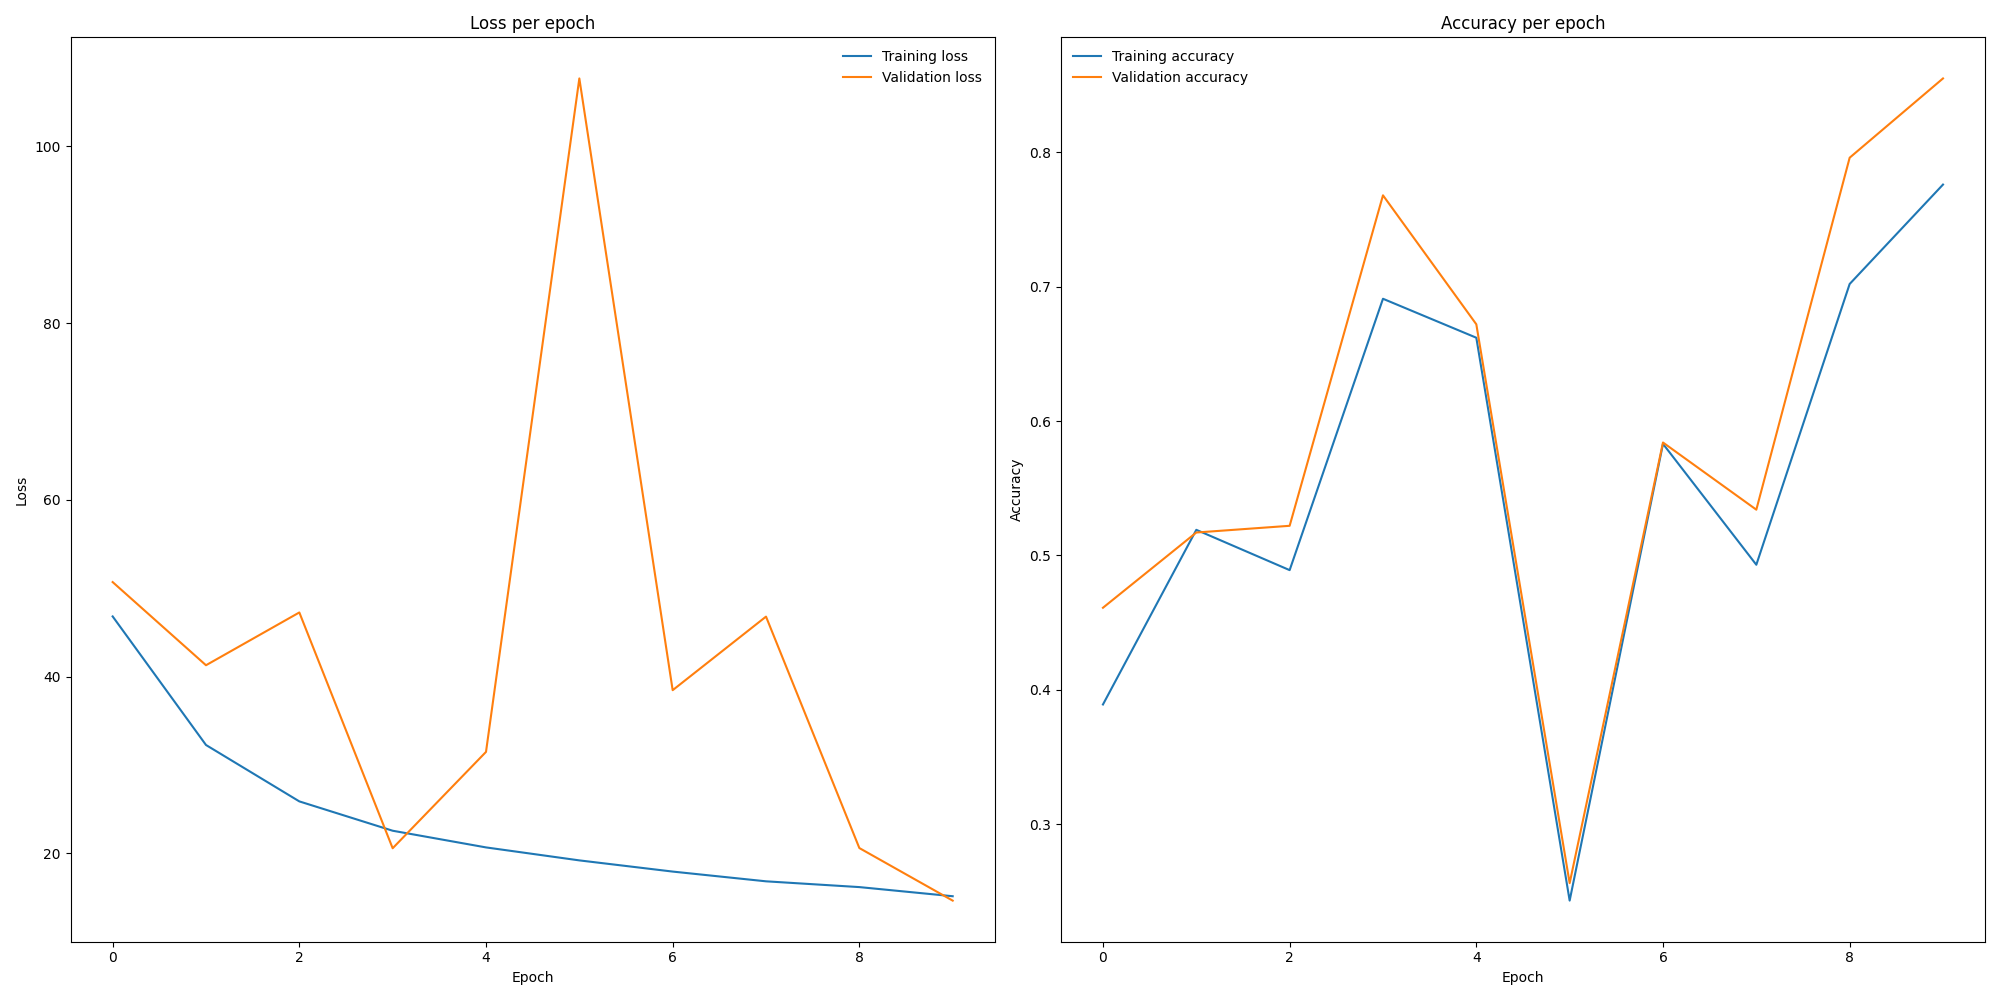 Loss per epoch
Training loss
Validation loss
100
80
60
40
20
Loss
0 2 4 6 8
Epoch
Accuracy per epoch
Training accuracy
Validation accuracy
0.8
0.7
0.6
0.5
0.4
0.3
Accuracy
0 2 4 6 8
Epoch